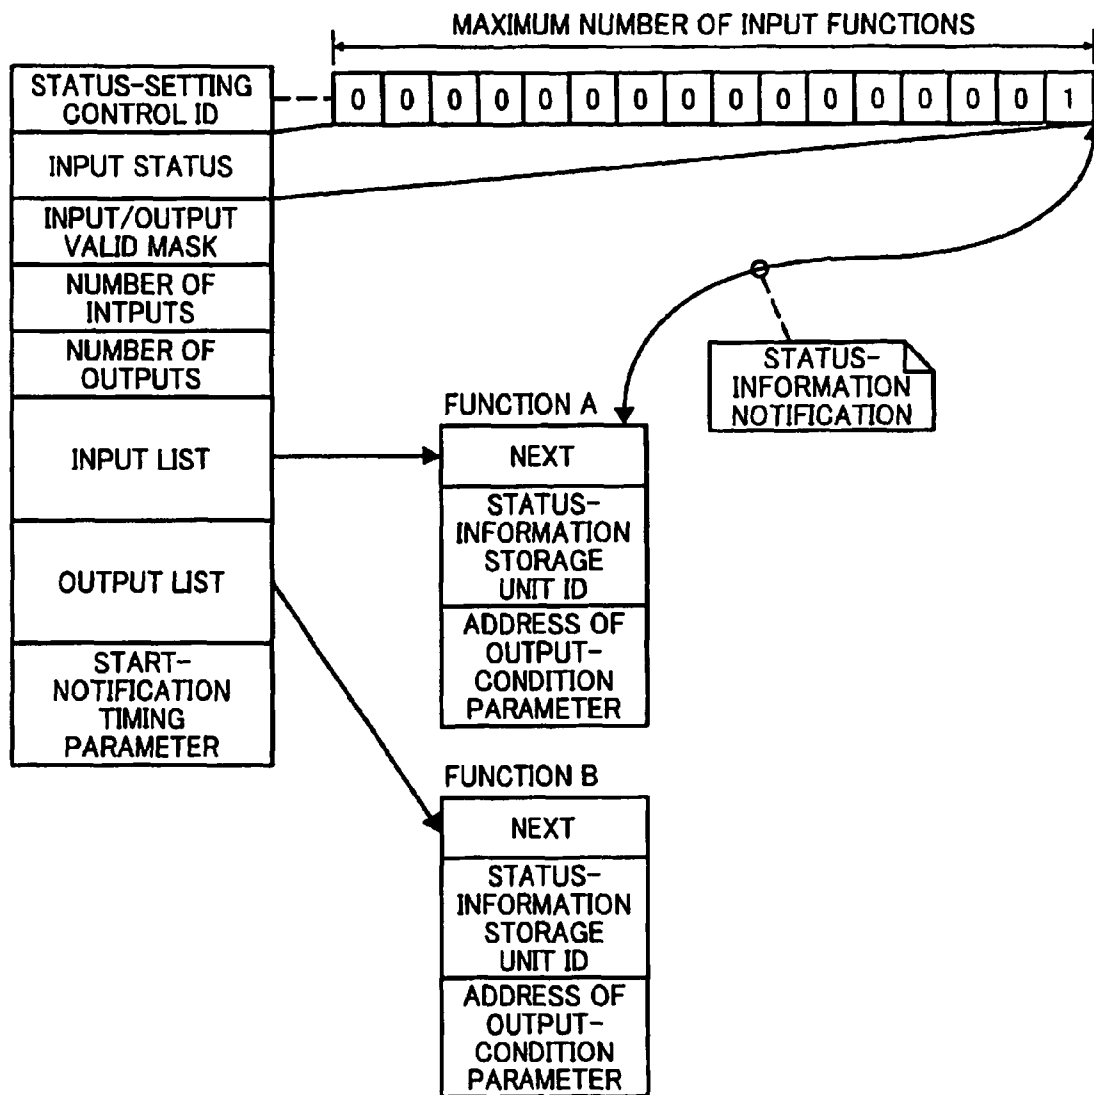 MAXIMUM NUMBER OF INPUT FUNCTIONS
STATUS-SETTING
CONTROL ID
0 0 0 0 0 0 0 0 0 0 0 0 0 0 0 1
INPUT STATUS
INPUT/OUTPUT
VALID MASK
NUMBER OF
INTPUTS
NUMBER OF
OUTPUTS
INPUT LIST
OUTPUT LIST
START-
NOTIFICATION
TIMING
PARAMETER
STATUS-
INFORMATION
NOTIFICATION
FUNCTION A
NEXT
STATUS-
INFORMATION
STORAGE
UNIT ID
ADDRESS OF
OUTPUT-
CONDITION
PARAMETER
FUNCTION B
NEXT
STATUS-
INFORMATION
STORAGE
UNIT ID
ADDRESS OF
OUTPUT-
CONDITION
PARAMETER